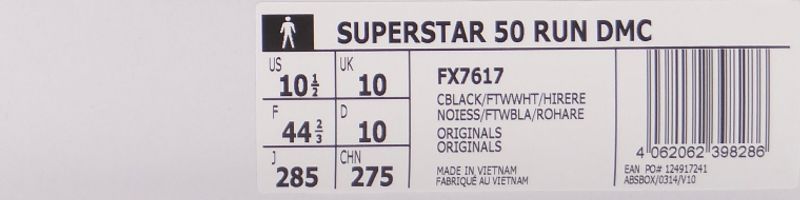 SUPERSTAR 50 RUN DMC
US 10½ UK 10
F 44⅔ D 10
J 285 CHN 275
FX7617
CBLACK/FTWWHT/HIRERE
NOIESS/FTWBLA/ROHARE
ORIGINALS
ORIGINALS
MADE IN VIETNAM
FABRIQUÉ AU VIETNAM
4 062062 398286
EAN PO# 124917241
ABSBOX/0314/V10